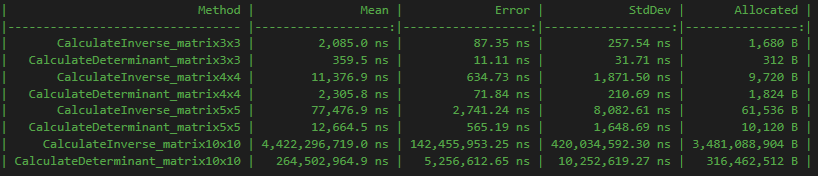 | Method | Mean | Error | StdDev | Allocated |
|---------------------------------- |-------------------:|------------------:|------------------:|----------------:|
| CalculateInverse_matrix3x3 | 2,085.0 ns | 87.35 ns | 257.54 ns | 1,680 B |
| CalculateDeterminant_matrix3x3 | 359.5 ns | 11.11 ns | 31.71 ns | 312 B |
| CalculateInverse_matrix4x4 | 11,376.9 ns | 634.73 ns | 1,871.50 ns | 9,720 B |
| CalculateDeterminant_matrix4x4 | 2,305.8 ns | 71.84 ns | 210.69 ns | 1,824 B |
| CalculateInverse_matrix5x5 | 77,476.9 ns | 2,741.24 ns | 8,082.61 ns | 61,536 B |
| CalculateDeterminant_matrix5x5 | 12,664.5 ns | 565.19 ns | 1,648.69 ns | 10,120 B |
| CalculateInverse_matrix10x10 | 4,422,296,719.0 ns | 142,455,953.25 ns | 420,034,592.30 ns | 3,481,088,904 B |
| CalculateDeterminant_matrix10x10 | 264,502,964.9 ns | 5,256,612.65 ns | 10,252,619.27 ns | 316,462,512 B |